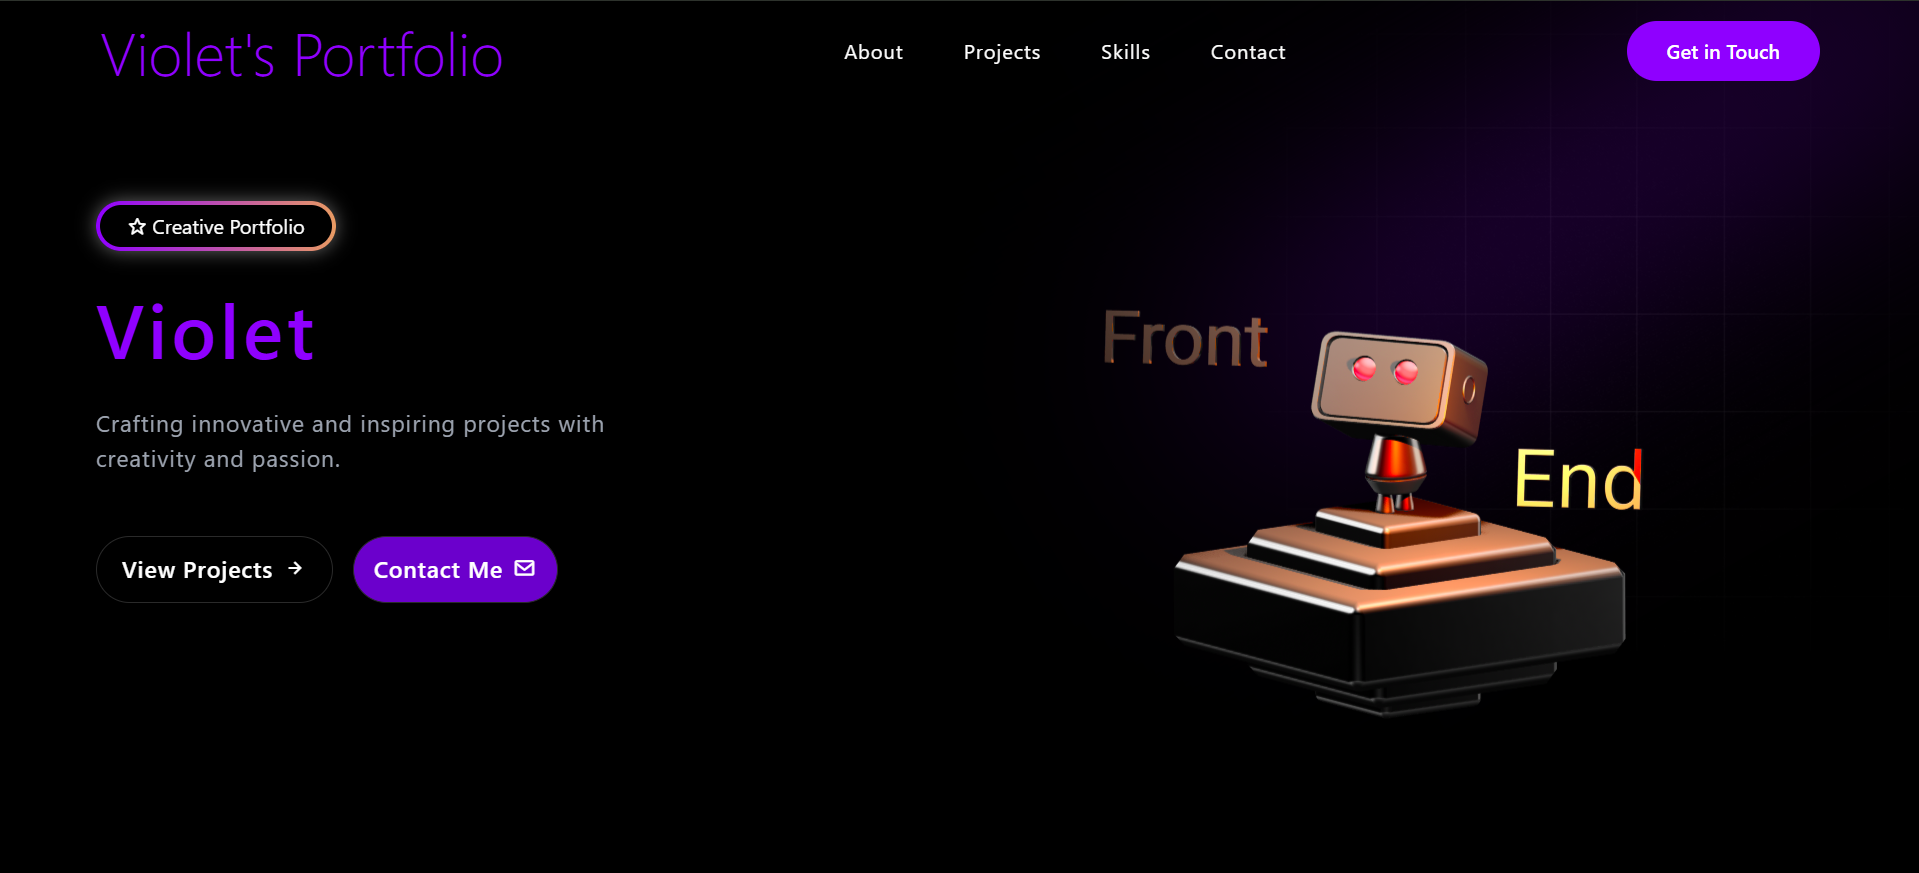 Violet's Portfolio
About
Projects
Skills
Contact
Get in Touch
Creative Portfolio
Violet
Crafting innovative and inspiring projects with
creativity and passion.
View Projects
Contact Me
Front
End